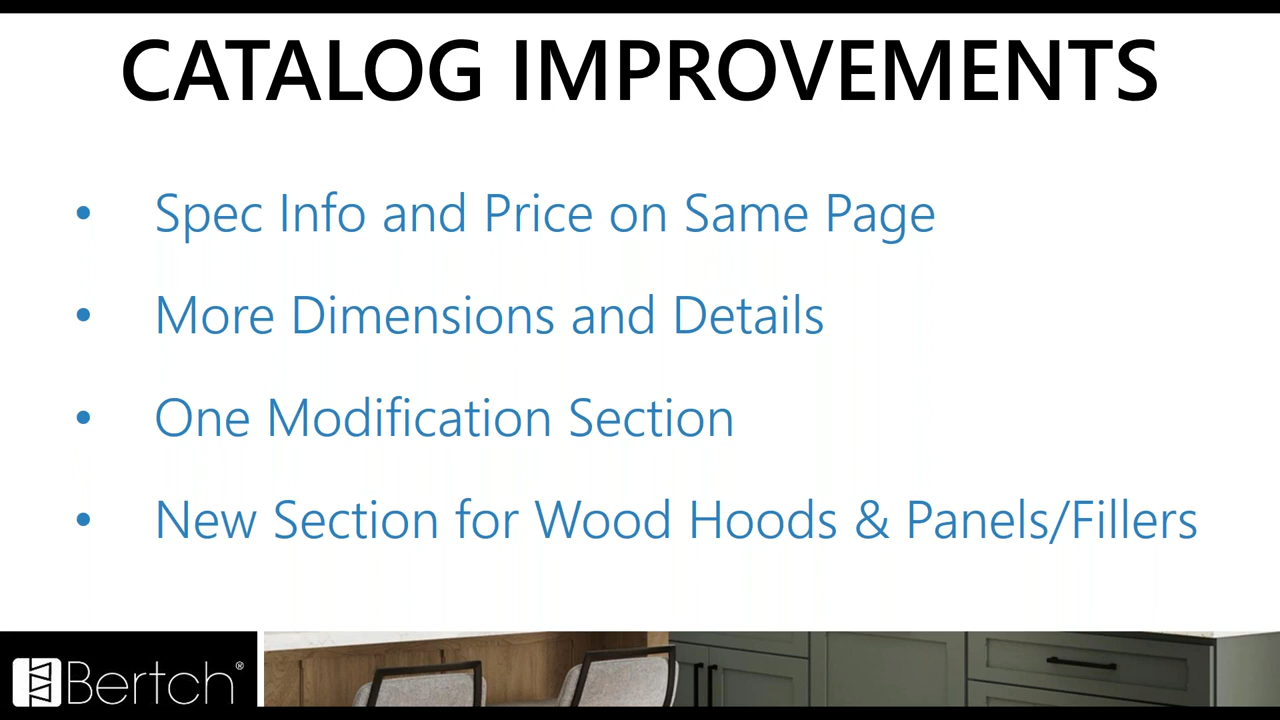 CATALOG IMPROVEMENTS
• Spec Info and Price on Same Page
• More Dimensions and Details
• One Modification Section
• New Section for Wood Hoods & Panels/Fillers
Bertch®